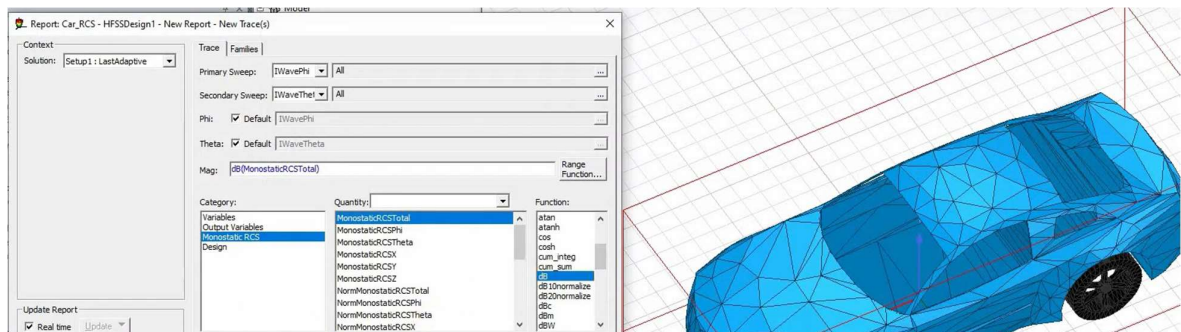 Report: Car_RCS - HFSSDesign1 - New Report - New Trace(s)
Context
Solution: Setup1 : LastAdaptive
Trace Families
Primary Sweep: IWavePhi All ...
Secondary Sweep: IWaveThet All ...
Phi: Default IWavePhi ...
Theta: Default IWaveTheta ...
Mag: dB(MonostaticRCSTotal) Range Function...
Category: Quantity: Function:
Variables
Output Variables
Monostatic RCS
Design
MonostaticRCSTotal
MonostaticRCSPhi
MonostaticRCSTheta
MonostaticRCSX
MonostaticRCSY
MonostaticRCSZ
NormMonostaticRCSTotal
NormMonostaticRCSPhi
NormMonostaticRCSTheta
NormMonostaticRCSX
atan
atanh
cos
cosh
cum_integ
cum_sum
dB
dB10normalize
dB20normalize
dBc
dBm
dBW
Update Report
Real time Update